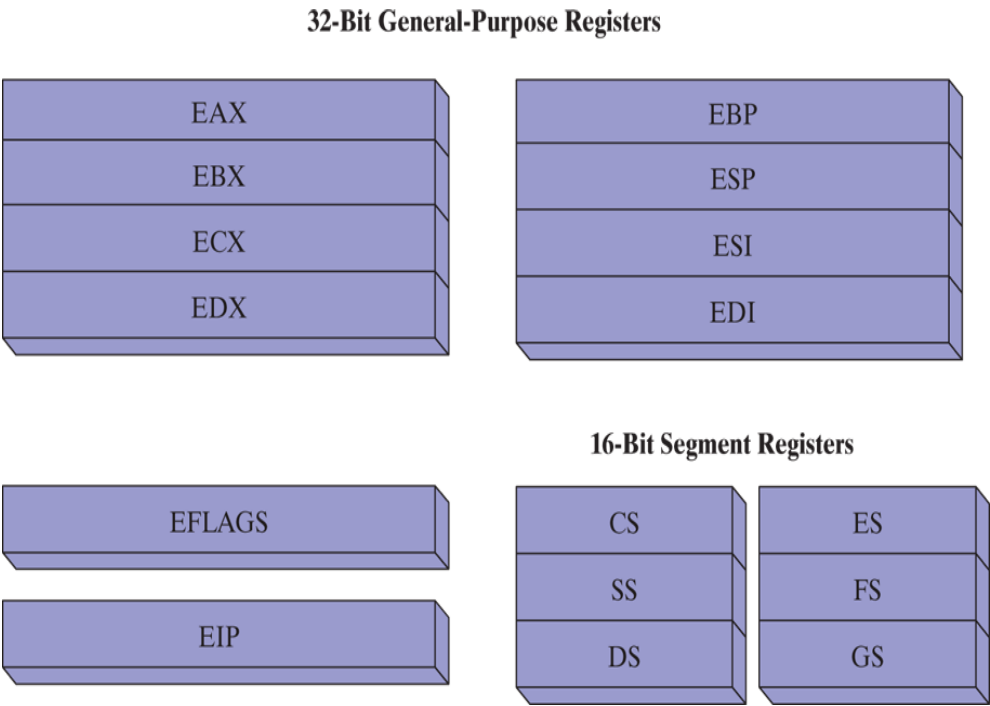 32-Bit General-Purpose Registers
EAX
EBX
ECX
EDX
EBP
ESP
ESI
EDI
EFLAGS
EIP
16-Bit Segment Registers
CS
SS
DS
ES
FS
GS